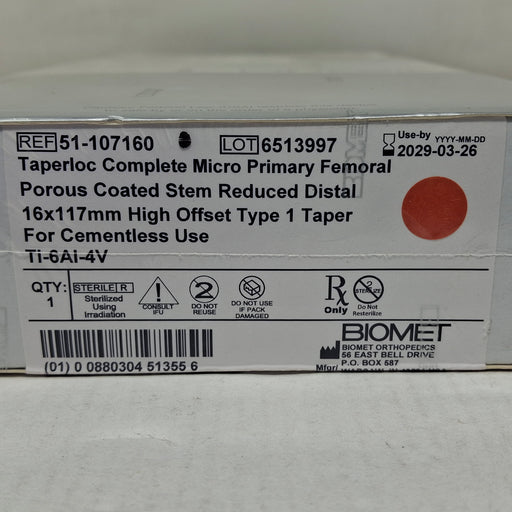 REF 51-107160 LOT 6513997
Use-by YYYY-MM-DD
2029-03-26
Taperloc Complete Micro Primary Femoral
Porous Coated Stem Reduced Distal
16x117mm High Offset Type 1 Taper
For Cementless Use
Ti-6Al-4V
QTY:
1
STERILE R
Sterilized
Using
Irradiation
CONSULT
IFU
2
DO NOT
REUSE
DO NOT USE
IF PACK
DAMAGED
Rx
Only
2
STERILIZE
Do Not
Resterilize
BIOMET
BIOMET ORTHOPEDICS
56 EAST BELL DRIVE
P.O. BOX 587
Mfgr/
(01) 0 0880304 51355 6